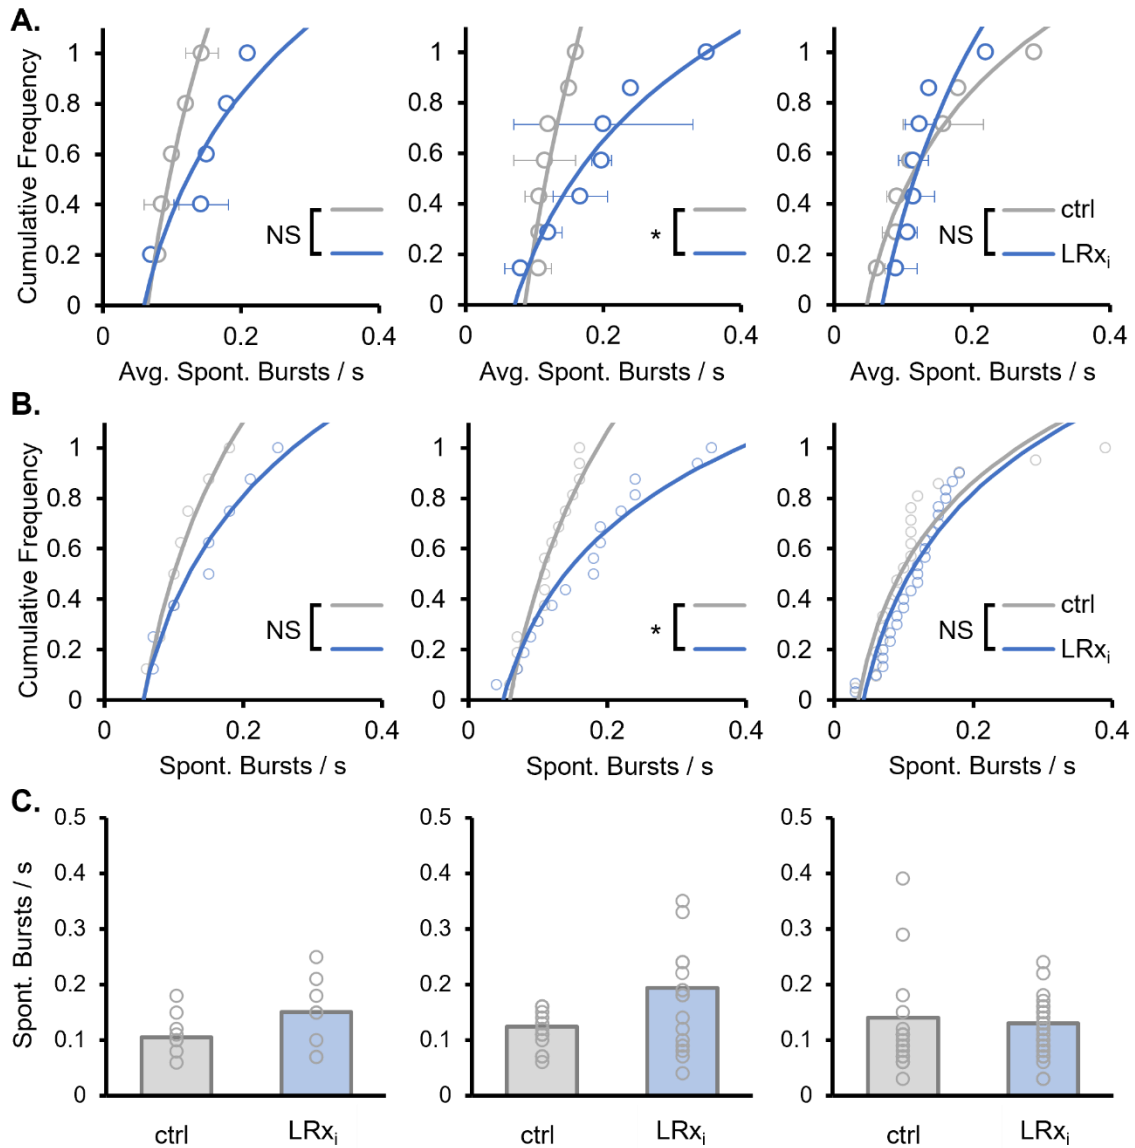 A.
Cumulative Frequency
1
0.8
0.6
0.4
0.2
0
NS
0 0.2 0.4
Avg. Spont. Bursts / s
1
0.8
0.6
0.4
0.2
0
*
0 0.2 0.4
Avg. Spont. Bursts / s
1
0.8
0.6
0.4
0.2
0
NS
ctrl
LRxi
0 0.2 0.4
Avg. Spont. Bursts / s
B.
Cumulative Frequency
1
0.8
0.6
0.4
0.2
0
NS
0 0.2 0.4
Spont. Bursts / s
1
0.8
0.6
0.4
0.2
0
*
0 0.2 0.4
Spont. Bursts / s
1
0.8
0.6
0.4
0.2
0
NS
ctrl
LRxi
0 0.2 0.4
Spont. Bursts / s
C.
Spont. Bursts / s
0.5
0.4
0.3
0.2
0.1
0
ctrl LRxi
0.5
0.4
0.3
0.2
0.1
0
ctrl LRxi
0.5
0.4
0.3
0.2
0.1
0
ctrl LRxi